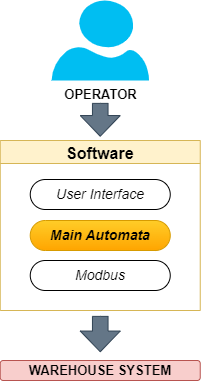 OPERATOR
Software
User Interface
Main Automata
Modbus
WAREHOUSE SYSTEM